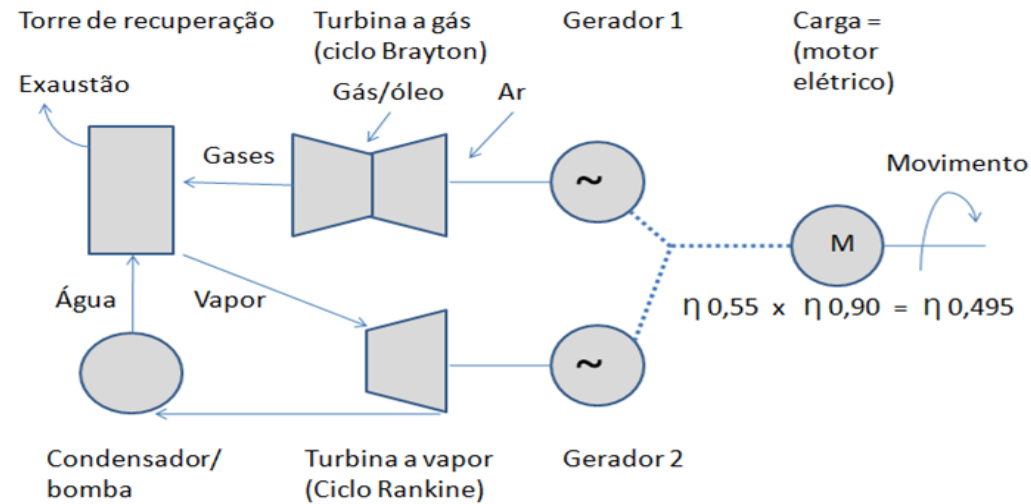 Torre de recuperação
Turbina a gás
(ciclo Brayton)
Gerador 1
Carga =
(motor
elétrico)
Exaustão
Gás/óleo
Ar
Gases
~
Movimento
M
Água
Vapor
η 0,55 x η 0,90 = η 0,495
~
Condensador/
bomba
Turbina a vapor
(Ciclo Rankine)
Gerador 2